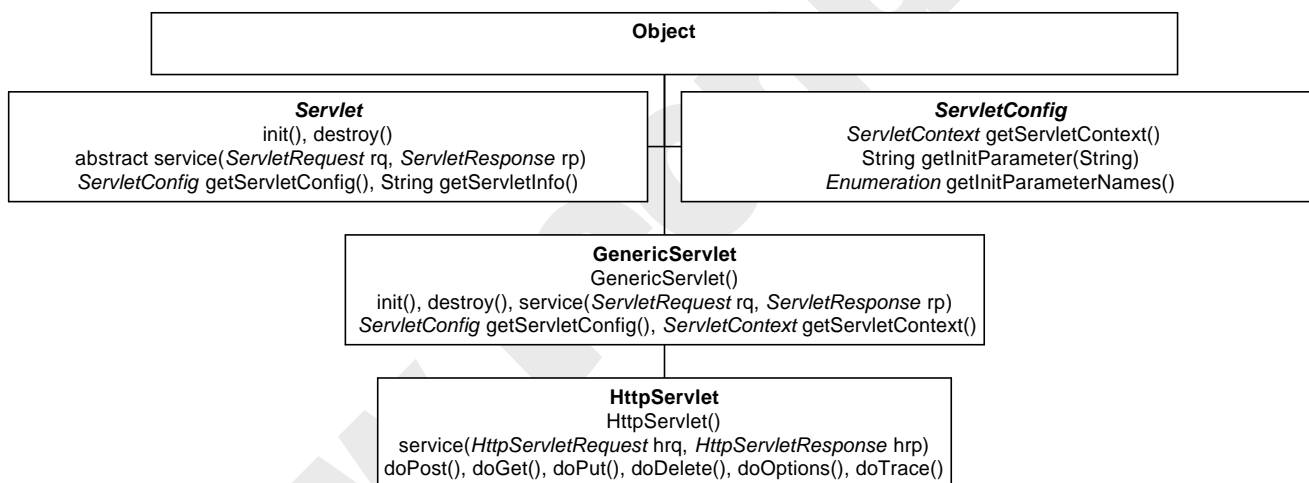 Object
Servlet
init(), destroy()
abstract service(ServletRequest rq, ServletResponse rp)
ServletConfig getServletConfig(), String getServletInfo()
ServletConfig
ServletContext getServletContext()
String getInitParameter(String)
Enumeration getInitParameterNames()
GenericServlet
GenericServlet()
init(), destroy(), service(ServletRequest rq, ServletResponse rp)
ServletConfig getServletConfig(), ServletContext getServletContext()
HttpServlet
HttpServlet()
service(HttpServletRequest hrq, HttpServletResponse hrp)
doPost(), doGet(), doPut(), doDelete(), doOptions(), doTrace()